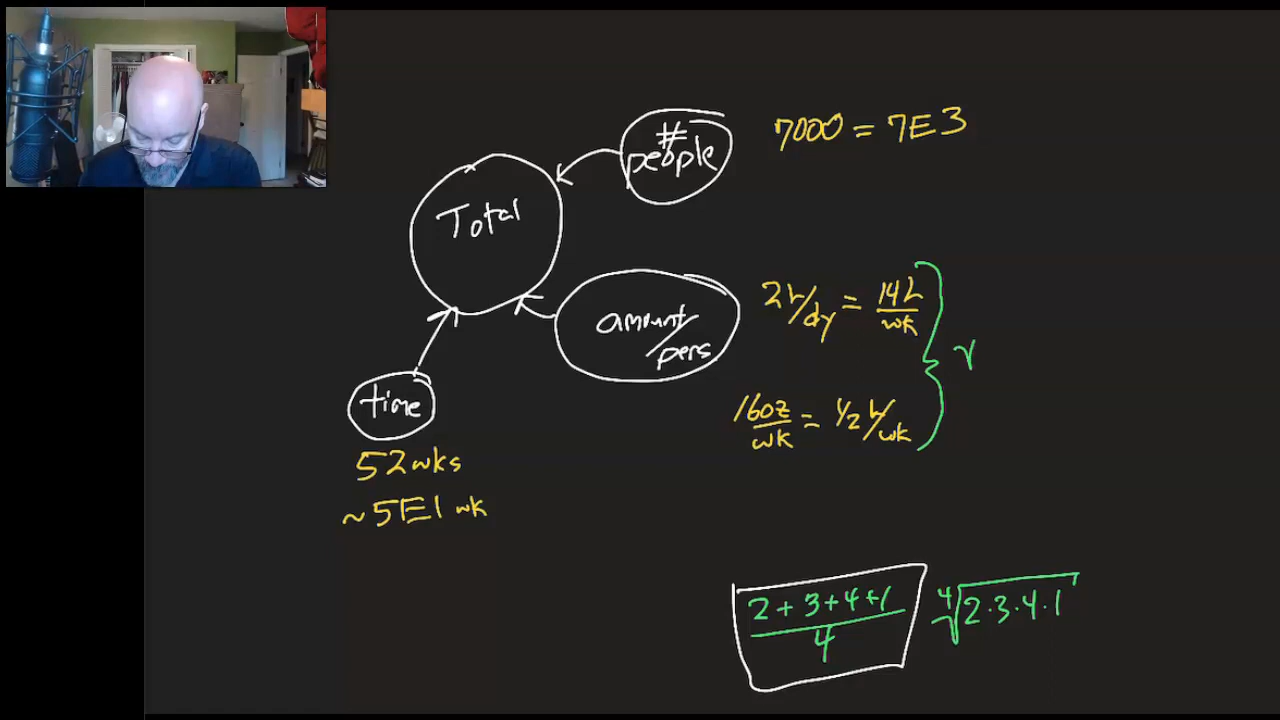 # people
7000 = 7E3
Total
amount/pers
2L/dy = 14L/wk
16oz/wk = 1/2 L/wk
time
52wks
~5E1 wk
(2+3+4+1)/4
∜2·3·4·1